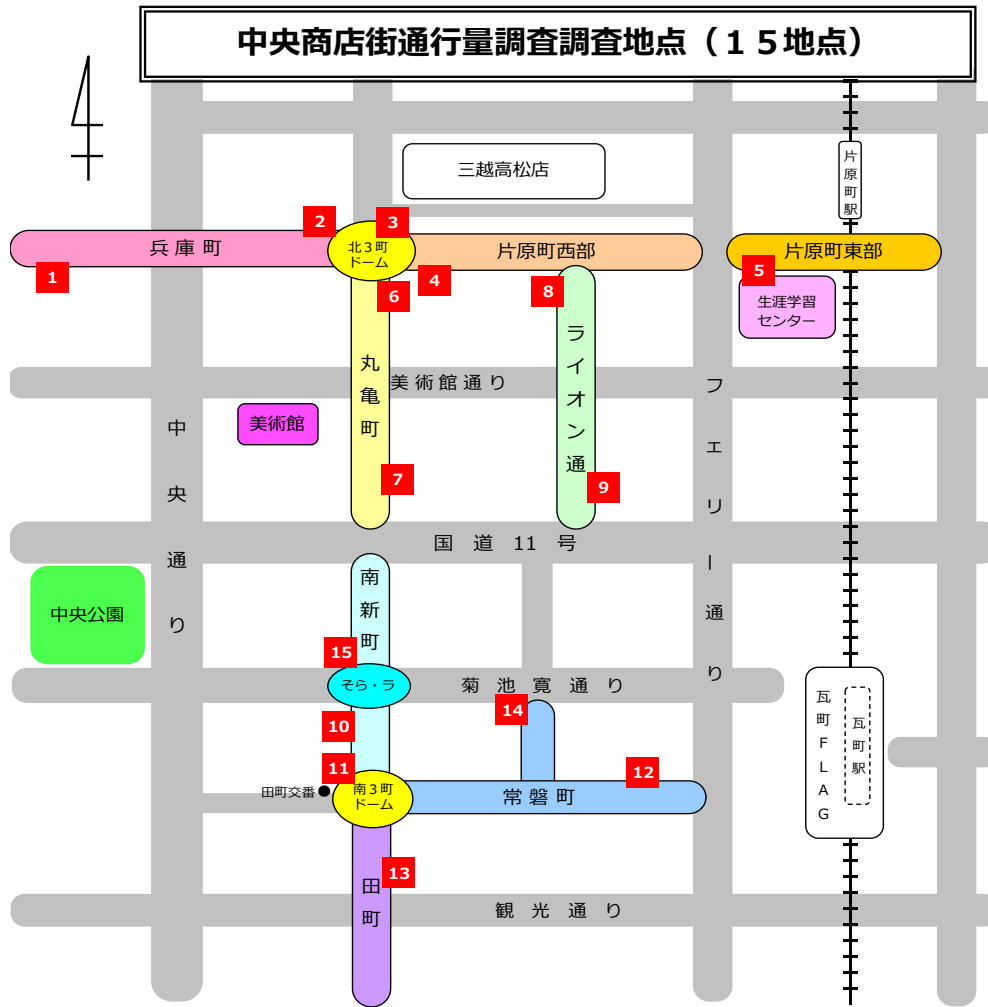 中央商店街通行量調査調査地点（１５地点）
三越高松店
片原町駅
2
3
兵庫町
北３町
ドーム
片原町西部
片原町東部
1
4
5
6
8
生涯学習
センター
丸亀町
ライオン通
美術館通り
フェリー通り
美術館
中央通り
7
9
国道11号
南新町
中央公園
15
そら・ラ
菊池寛通り
瓦町FLAG
瓦町駅
14
10
11
12
田町交番
南３町
ドーム
常磐町
13
田町
観光通り